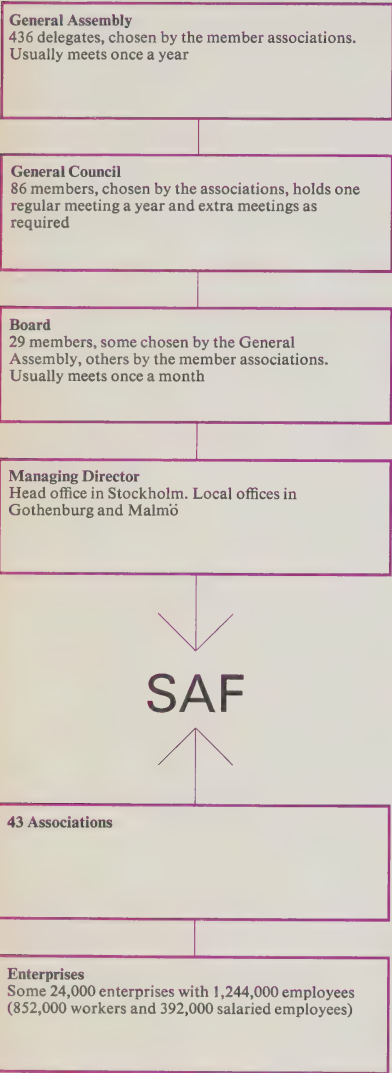 General Assembly
436 delegates, chosen by the member associations.
Usually meets once a year
General Council
86 members, chosen by the associations, holds one
regular meeting a year and extra meetings as
required
Board
29 members, some chosen by the General
Assembly, others by the member associations.
Usually meets once a month
Managing Director
Head office in Stockholm. Local offices in
Gothenburg and Malmö
SAF
43 Associations
Enterprises
Some 24,000 enterprises with 1,244,000 employees
(852,000 workers and 392,000 salaried employees)